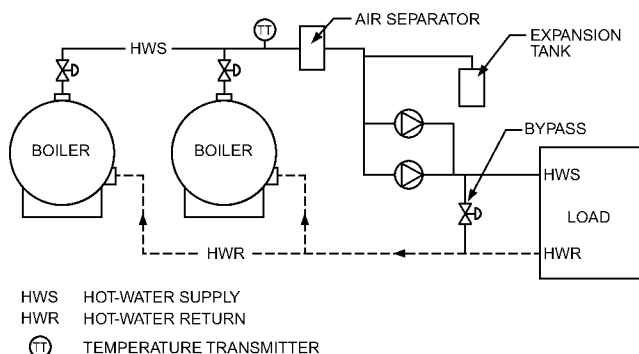 AIR SEPARATOR
TT
HWS
EXPANSION
TANK
BYPASS
BOILER
BOILER
HWS
LOAD
HWR
HWR
HWS HOT-WATER SUPPLY
HWR HOT-WATER RETURN
TT TEMPERATURE TRANSMITTER